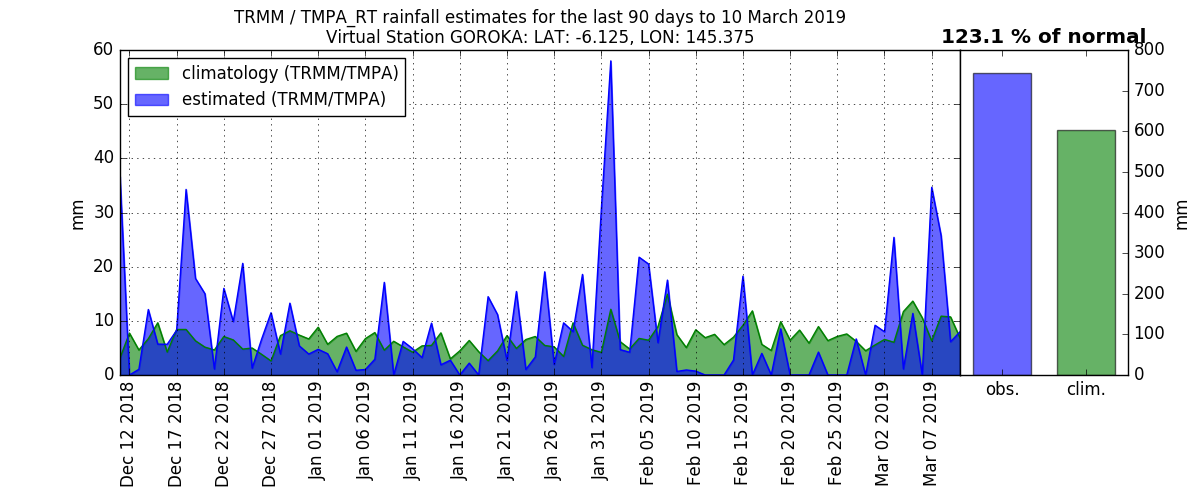 TRMM / TMPA_RT rainfall estimates for the last 90 days to 10 March 2019
Virtual Station GOROKA: LAT: -6.125, LON: 145.375
123.1 % of normal
climatology (TRMM/TMPA)
estimated (TRMM/TMPA)
60
50
40
30
20
10
0
mm
Dec 12 2018
Dec 17 2018
Dec 22 2018
Dec 27 2018
Jan 01 2019
Jan 06 2019
Jan 11 2019
Jan 16 2019
Jan 21 2019
Jan 26 2019
Jan 31 2019
Feb 05 2019
Feb 10 2019
Feb 15 2019
Feb 20 2019
Feb 25 2019
Mar 02 2019
Mar 07 2019
obs.
clim.
800
700
600
500
400
300
200
100
0
mm